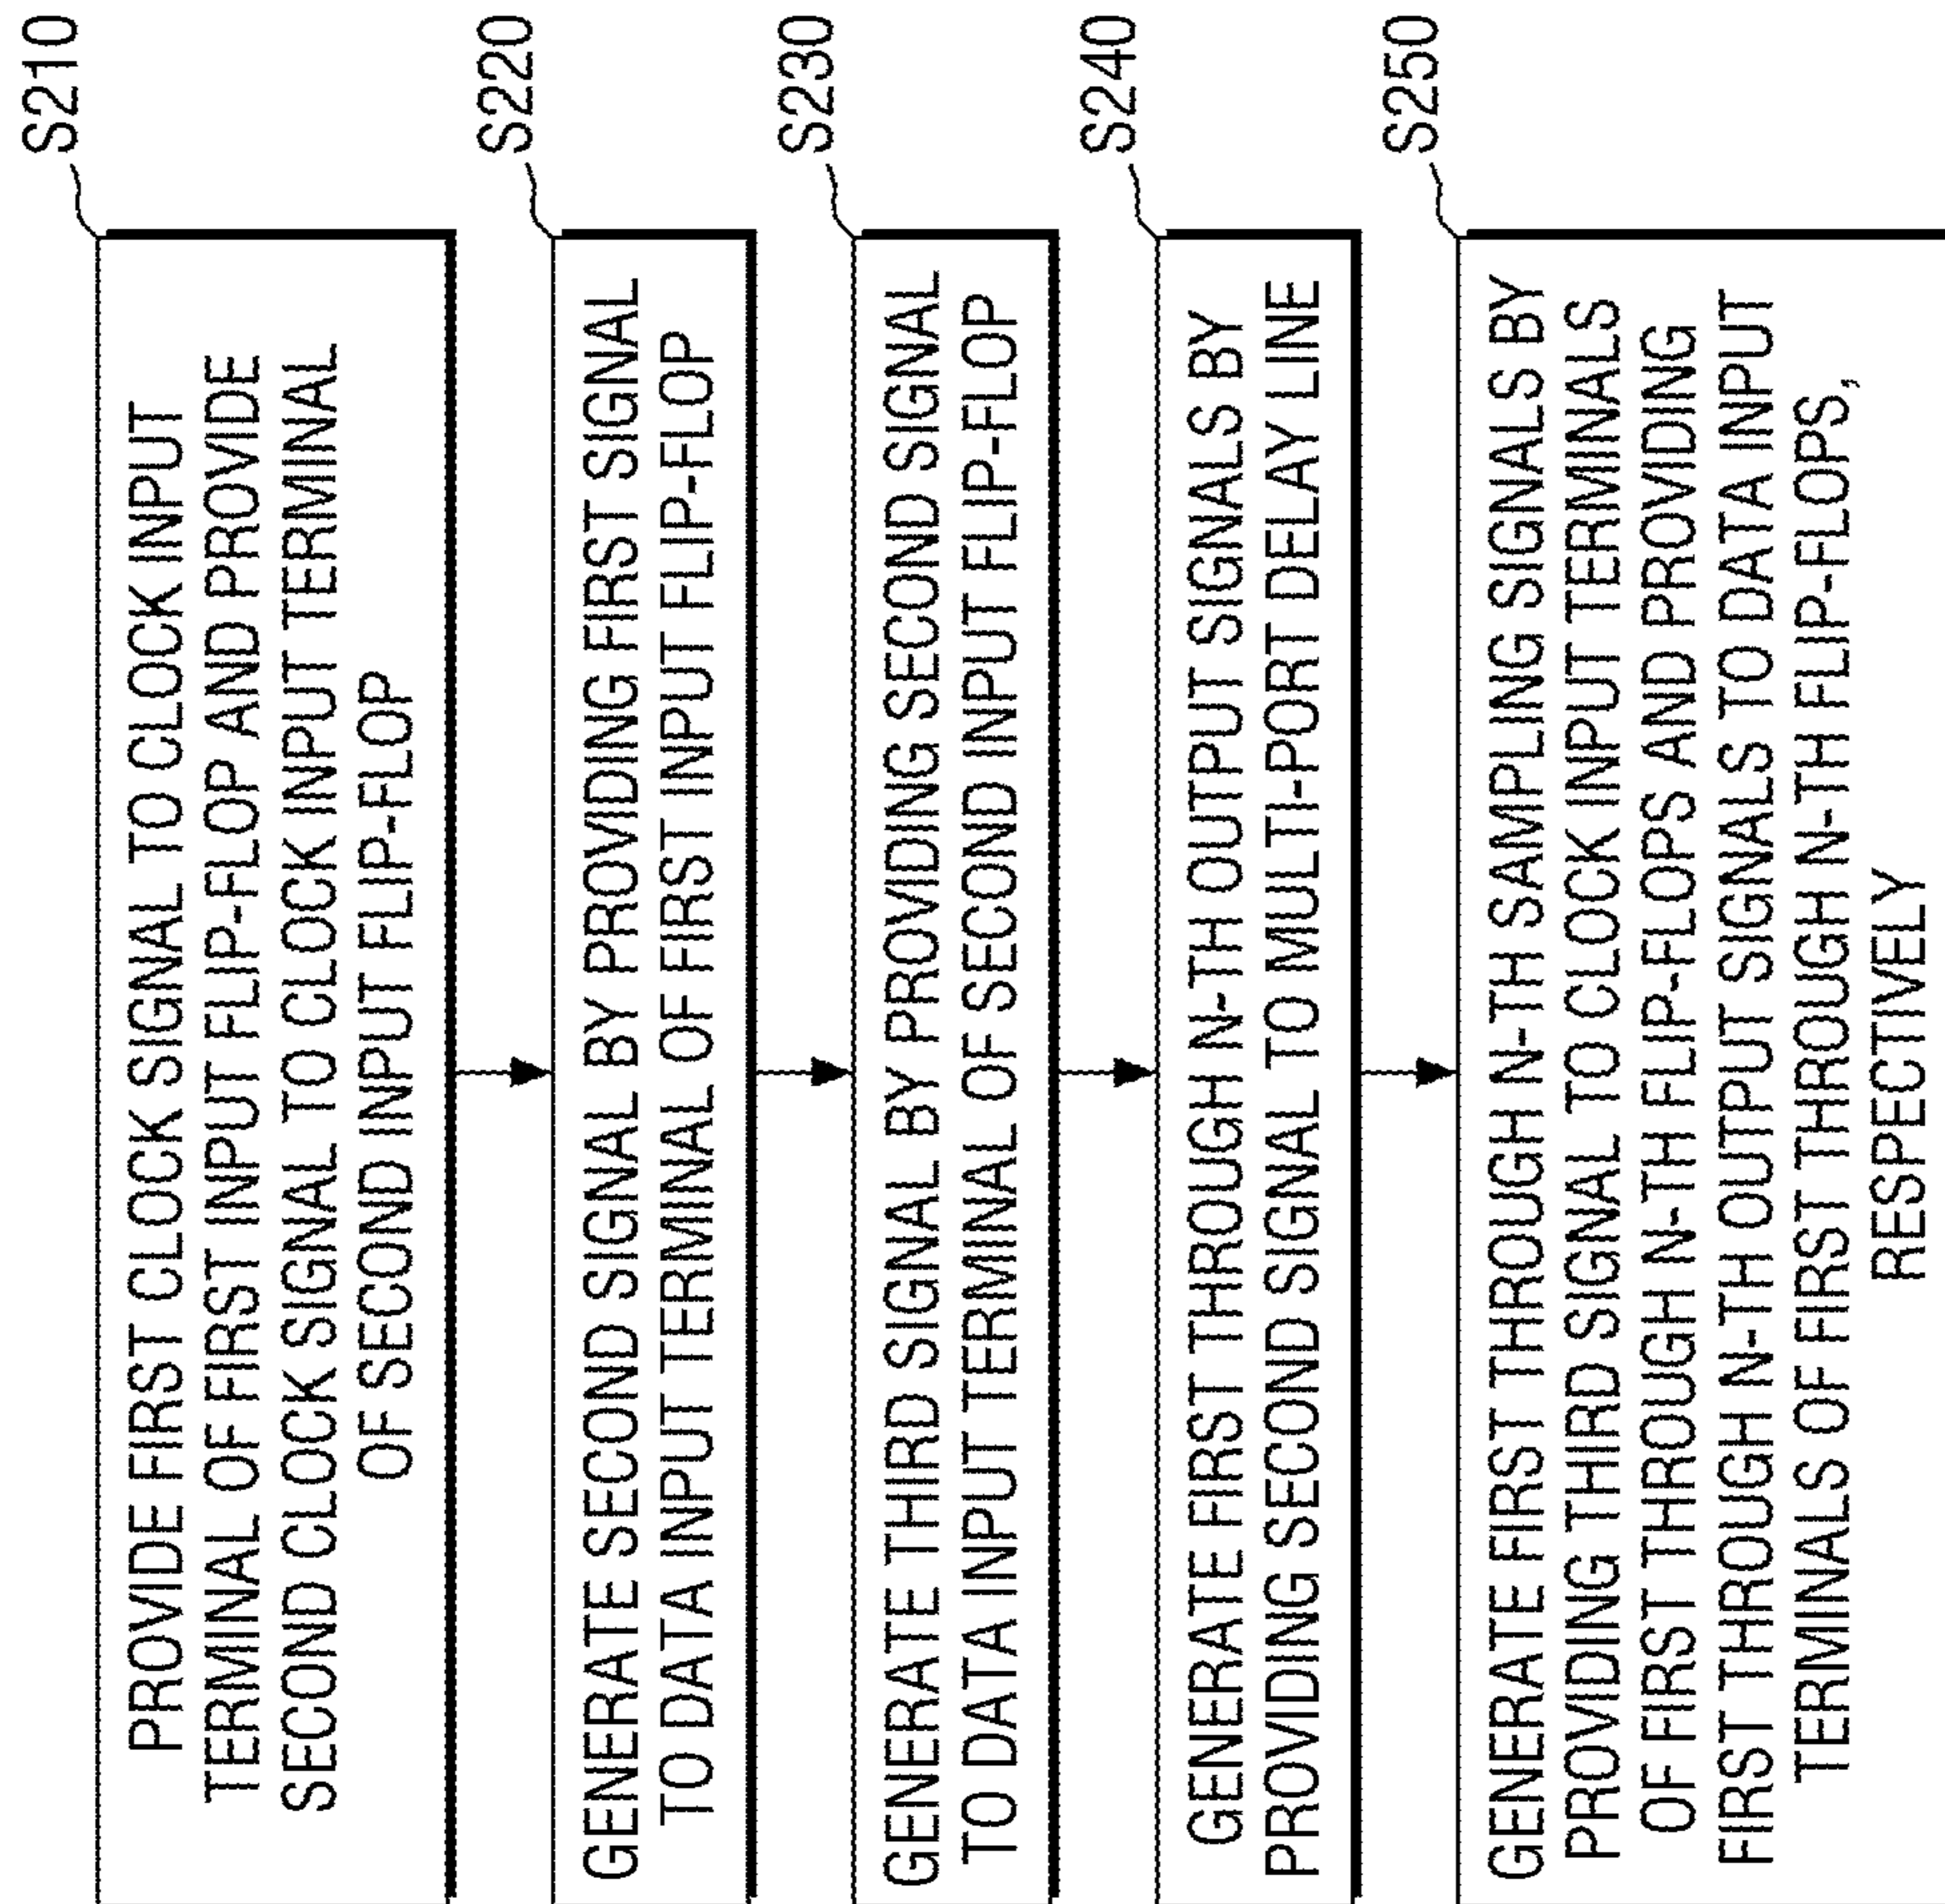 S210
PROVIDE FIRST CLOCK SIGNAL TO CLOCK INPUT
TERMINAL OF FIRST INPUT FLIP-FLOP AND PROVIDE
SECOND CLOCK SIGNAL TO CLOCK INPUT TERMINAL
OF SECOND INPUT FLIP-FLOP
S220
GENERATE SECOND SIGNAL BY PROVIDING FIRST SIGNAL
TO DATA INPUT TERMINAL OF FIRST INPUT FLIP-FLOP
S230
GENERATE THIRD SIGNAL BY PROVIDING SECOND SIGNAL
TO DATA INPUT TERMINAL OF SECOND INPUT FLIP-FLOP
S240
GENERATE FIRST THROUGH N-TH OUTPUT SIGNALS BY
PROVIDING SECOND SIGNAL TO MULTI-PORT DELAY LINE
S250
GENERATE FIRST THROUGH N-TH SAMPLING SIGNALS BY
PROVIDING THIRD SIGNAL TO CLOCK INPUT TERMINALS
OF FIRST THROUGH N-TH FLIP-FLOPS AND PROVIDING
FIRST THROUGH N-TH OUTPUT SIGNALS TO DATA INPUT
TERMINALS OF FIRST THROUGH N-TH FLIP-FLOPS,
RESPECTIVELY